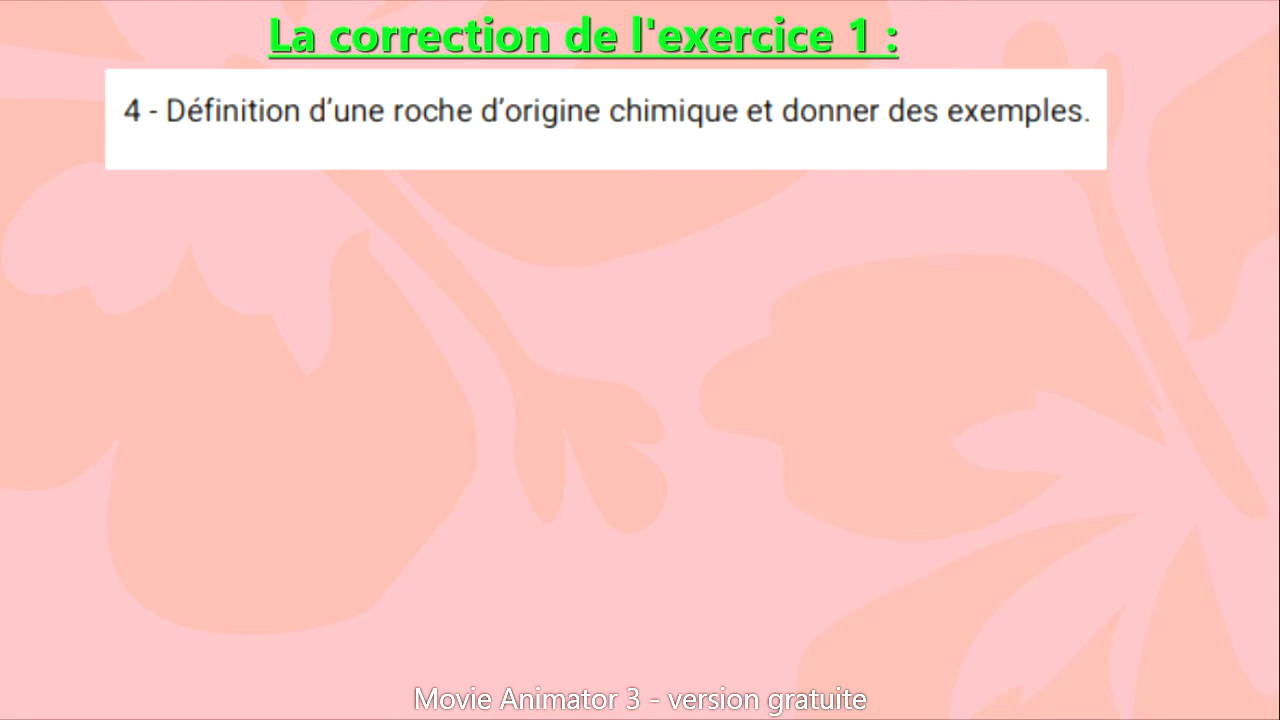 La correction de l'exercice 1 :
4 - Définition d’une roche d’origine chimique et donner des exemples.
Movie Animator 3 - version gratuite